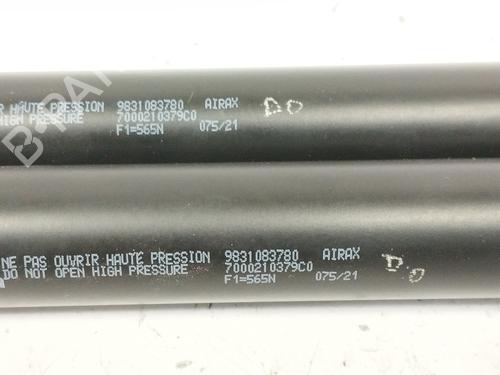 R HAUTE PRESSION 9831083780 AIRAX D.O
HIGH PRESSURE 7000210379C0 075/21
F1=565N
NE PAS OUVRIR HAUTE PRESSION 9831083780 AIRAX
DO NOT OPEN HIGH PRESSURE 7000210379C0 075/21 D.O
F1=565N
B-PARTS